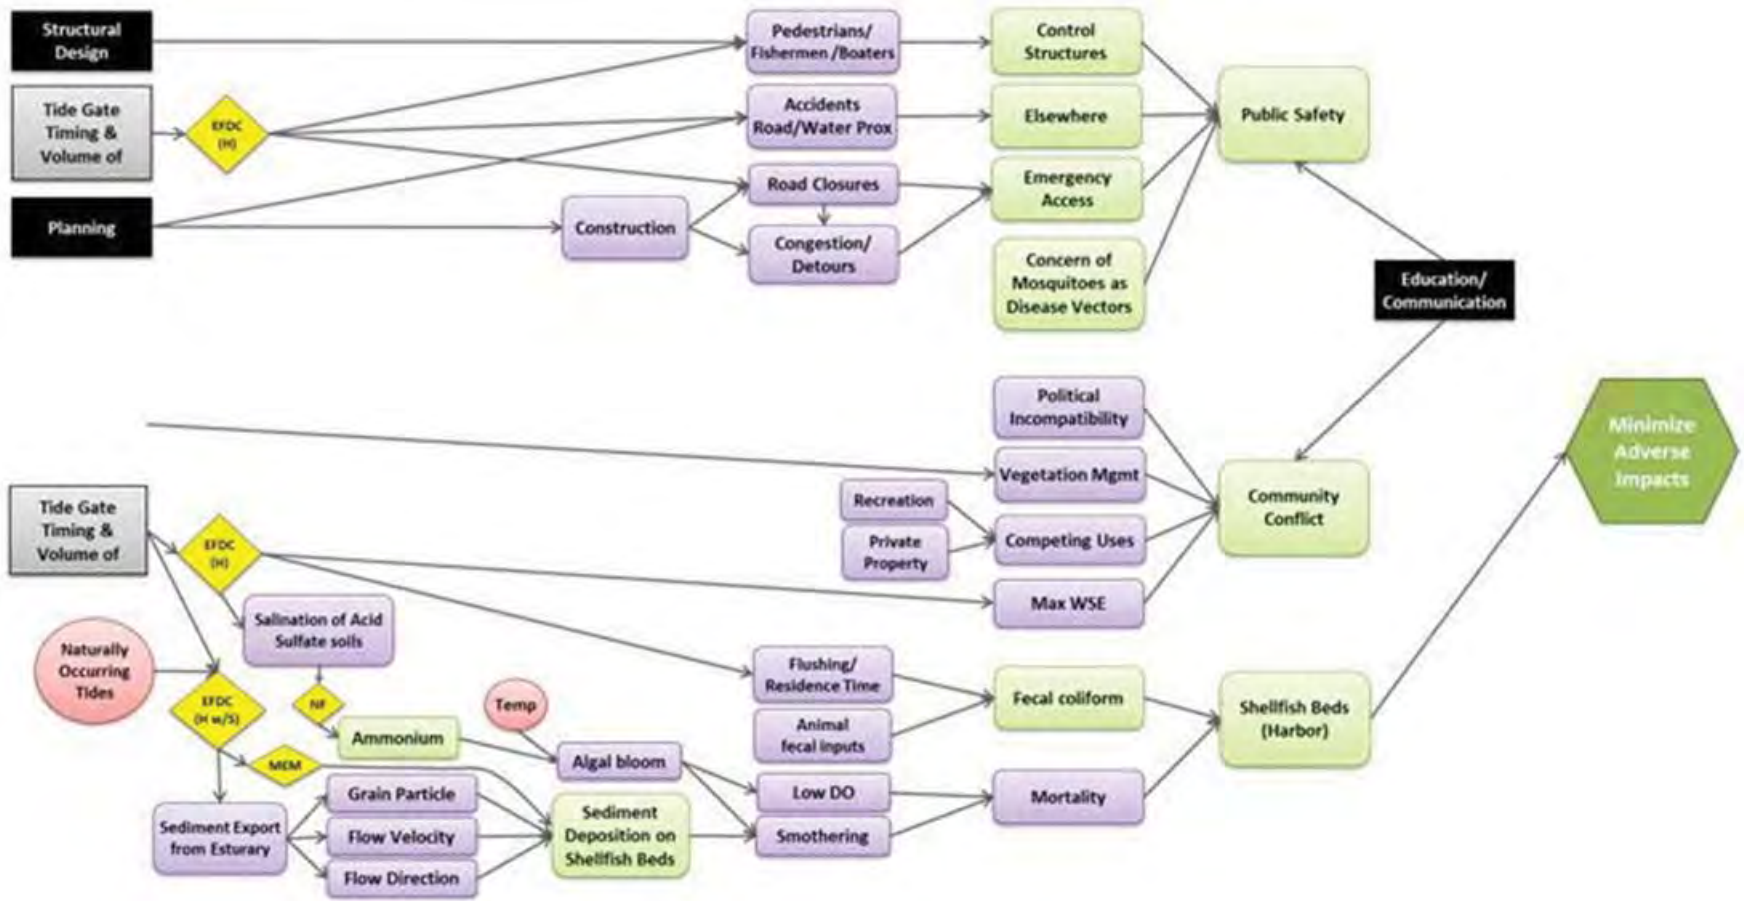 Structural
Design
Pedestrians/
Fishermen /Boaters
Control
Structures
Tide Gate
Timing &
Volume of
EFDC
(H)
Accidents
Road/Water Prox
Elsewhere
Public Safety
Road Closures
Emergency
Access
Planning
Construction
Congestion/
Detours
Concern of
Mosquitoes as
Disease Vectors
Education/
Communication
Political
Incompatibility
Minimize
Adverse
Impacts
Vegetation Mgmt
Recreation
Community
Conflict
Tide Gate
Timing &
Volume of
EFDC
(H)
Private
Property
Competing Uses
Max WSE
Salination of Acid
Sulfate soils
Naturally
Occurring
Tides
Flushing/
Residence Time
EFDC
(H w/S)
NF
Temp
Fecal coliform
Shellfish Beds
(Harbor)
Ammonium
Animal
fecal inputs
MEM
Algal bloom
Grain Particle
Low DO
Mortality
Sediment Export
from Esturary
Flow Velocity
Sediment
Deposition on
Shellfish Beds
Smothering
Flow Direction